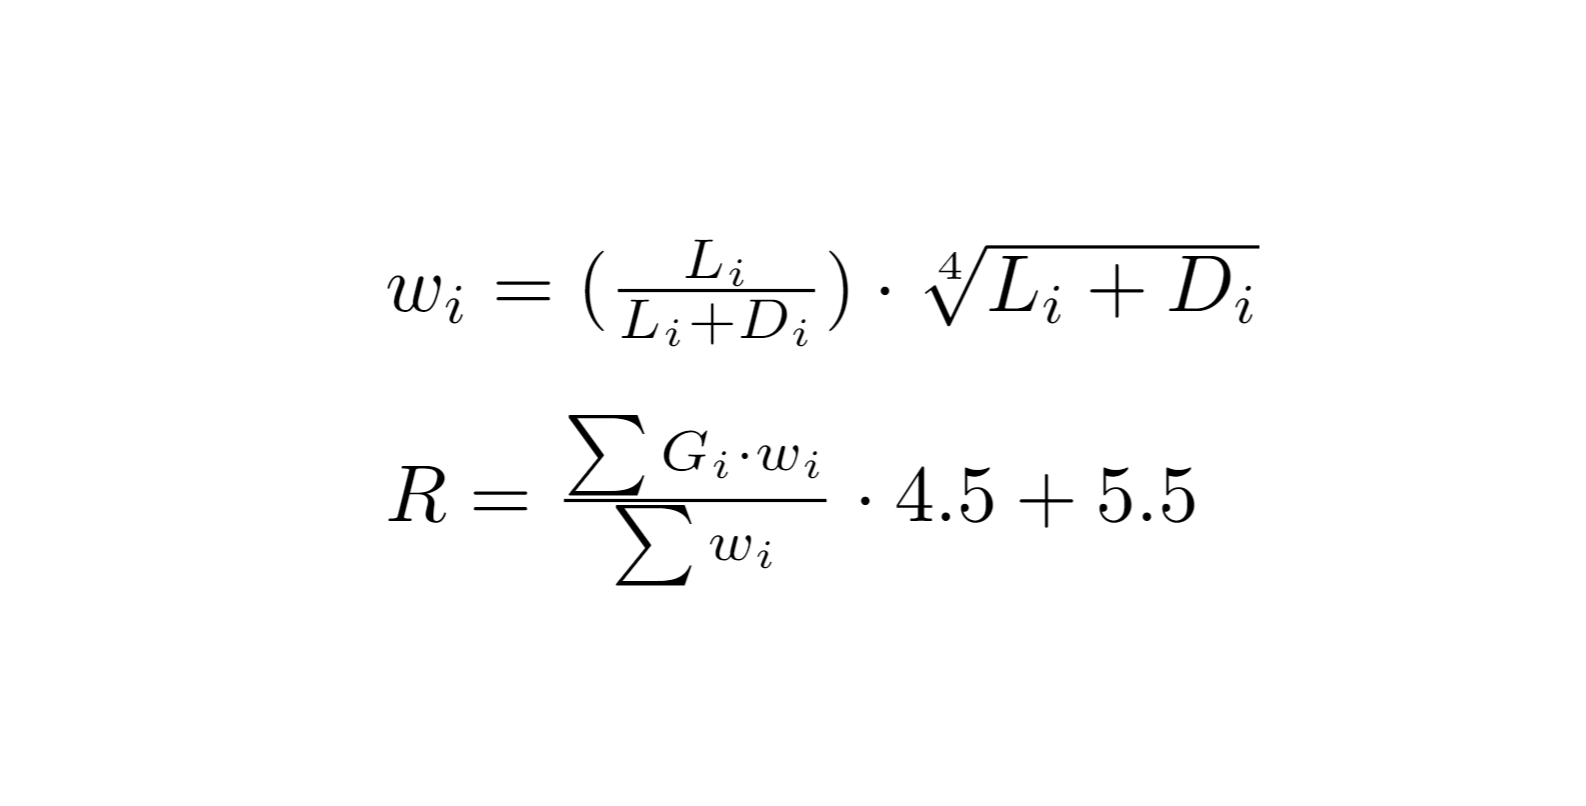 w_i = (\frac{L_i}{L_i+D_i}) \cdot \sqrt[4]{L_i + D_i}
R = \frac{\sum G_i \cdot w_i}{\sum w_i} \cdot 4.5 + 5.5